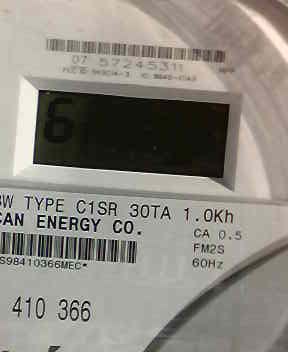 07 57245311
6
3W TYPE C1SR 30TA 1.0Kh
CAN ENERGY CO.
CA 0.5
FM2S
60Hz
S98410366MEC*
410 366